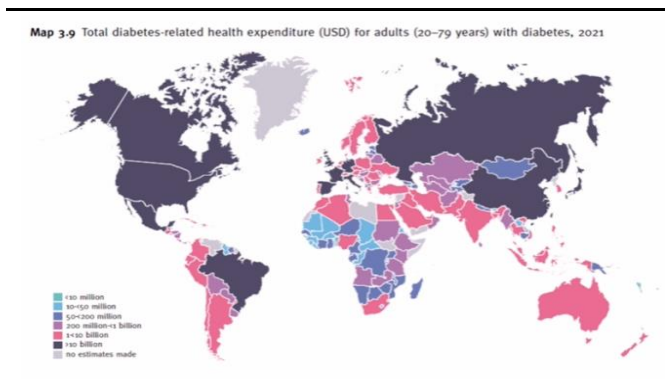 Map 3.9 Total diabetes-related health expenditure (USD) for adults (20–79 years) with diabetes, 2021
<10 million
10-<50 million
50-<200 million
200 million-<1 billion
1-<10 billion
>10 billion
no estimates made